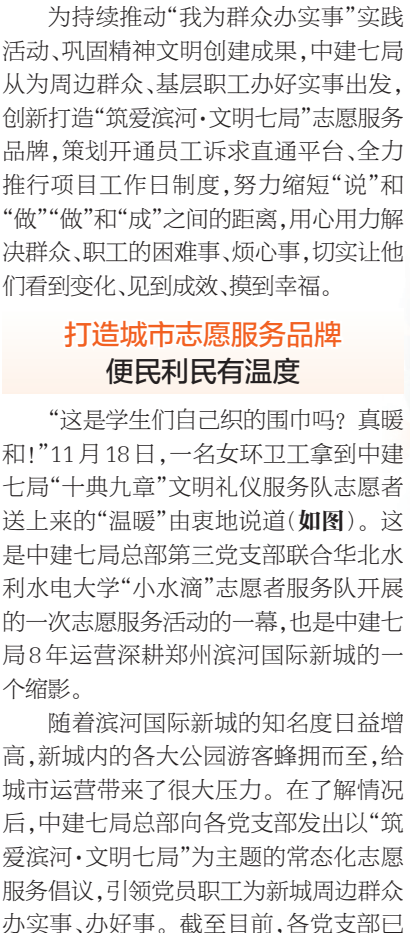 为持续推动“我为群众办实事”实践
活动、巩固精神文明创建成果,中建七局
从为周边群众、基层职工办好实事出发,
创新打造“筑爱滨河·文明七局”志愿服务
品牌,策划开通员工诉求直通平台、全力
推行项目工作日制度,努力缩短“说”和
“做”“做”和“成”之间的距离,用心用力解
决群众、职工的困难事、烦心事,切实让他
们看到变化、见到成效、摸到幸福。
打造城市志愿服务品牌
便民利民有温度
“这是学生们自己织的围巾吗?真暖
和!”11月18日,一名女环卫工拿到中建
七局“十典九章”文明礼仪服务队志愿者
送上来的“温暖”由衷地说道(如图)。这
是中建七局总部第三党支部联合华北水
利水电大学“小水滴”志愿者服务队开展
的一次志愿服务活动的一幕,也是中建七
局8年运营深耕郑州滨河国际新城的一
个缩影。
随着滨河国际新城的知名度日益增
高,新城内的各大公园游客蜂拥而至,给
城市运营带来了很大压力。在了解情况
后,中建七局总部向各党支部发出以“筑
爱滨河·文明七局”为主题的常态化志愿
服务倡议,引领党员职工为新城周边群众
办实事、办好事。截至目前,各党支部已